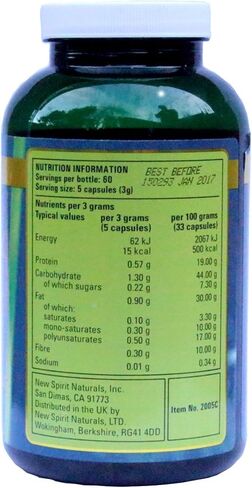 NUTRITION INFORMATION
Servings per bottle: 60
Serving size: 5 capsules (3g)
BEST BEFORE
150293 JAN 2017
Nutrients per 3 grams
Typical values per 3 grams per 100 grams
(5 capsules) (33 capsules)
Energy 62 kJ 2067 kJ
15 kcal 500 kcal
Protein 0.57 g 19.00 g
Carbohydrate 1.30 g 44.00 g
of which sugars 0.22 g 7.30 g
Fat 0.90 g 30.00 g
of which:
saturates 0.10 g 3.30 g
mono-saturates 0.30 g 10.00 g
polyunsaturates 0.50 g 17.00 g
Fibre 0.30 g 10.00 g
Sodium 0.01 g 0.34 g
New Spirit Naturals, Inc.
San Dimas, CA 91773
Distributed in the UK by
New Spirit Naturals, LTD.
Wokingham, Berkshire, RG41 4DD
Item No. 2005C